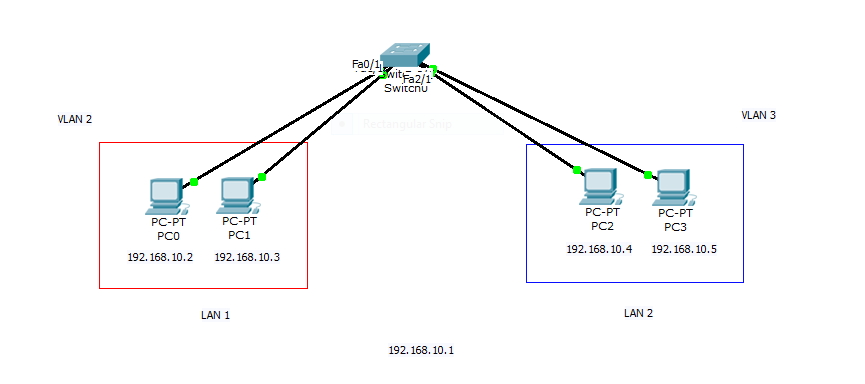 Fa0/1
Fa2/1
Switch0
VLAN 2
VLAN 3
Rectangular Snip
PC-PT
PC0
PC-PT
PC1
PC-PT
PC2
PC-PT
PC3
192.168.10.2
192.168.10.3
192.168.10.4
192.168.10.5
LAN 1
LAN 2
192.168.10.1